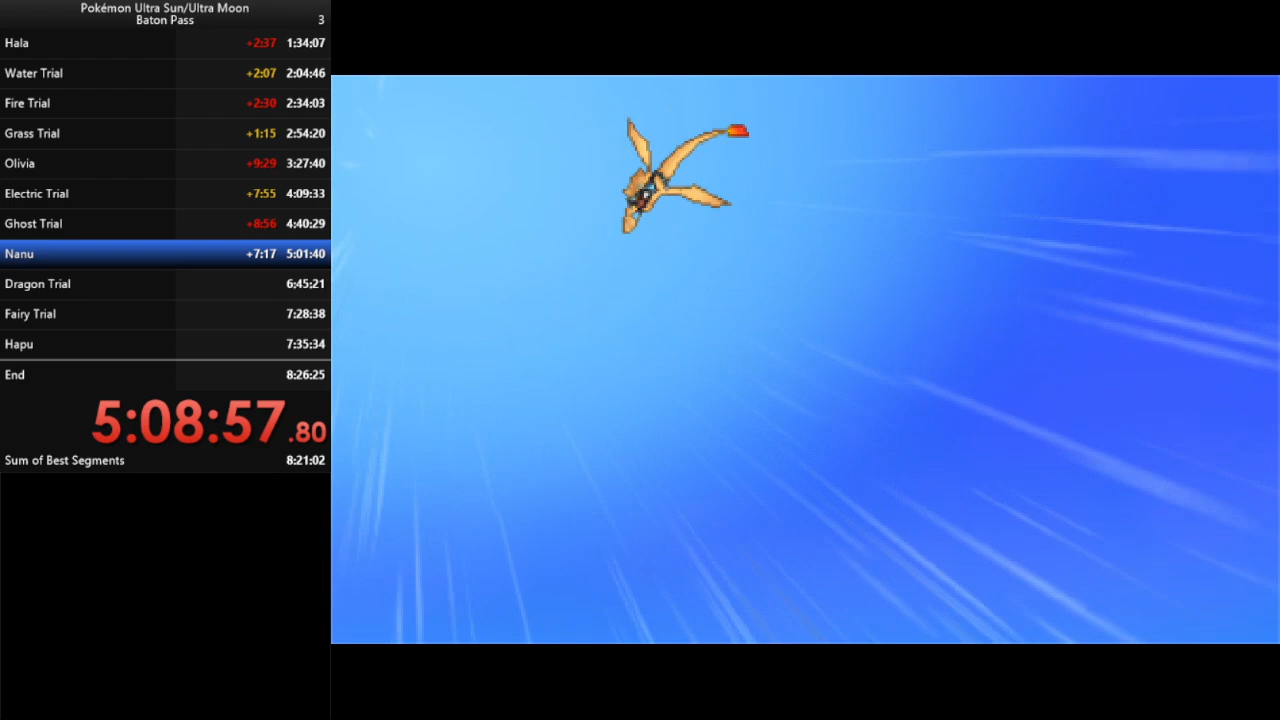 Pokémon Ultra Sun/Ultra Moon
Baton Pass 3
Hala +2:37 1:34:07
Water Trial +2:07 2:04:46
Fire Trial +2:30 2:34:03
Grass Trial +1:15 2:54:20
Olivia +9:29 3:27:40
Electric Trial +7:55 4:09:33
Ghost Trial +8:56 4:40:29
Nanu +7:17 5:01:40
Dragon Trial 6:45:21
Fairy Trial 7:28:38
Hapu 7:35:34
End 8:26:25
5:08:57.80
Sum of Best Segments 8:21:02